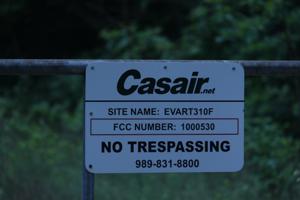 Casair.net
SITE NAME: EVART310F
FCC NUMBER: 1000530
NO TRESPASSING
989-831-8800